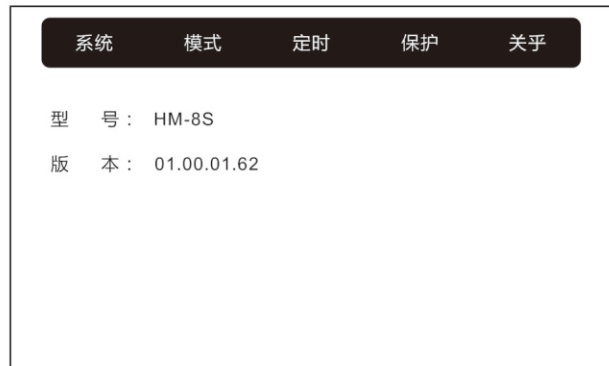 系统 模式 定时 保护 关乎
型 号： HM-8S
版 本： 01.00.01.62